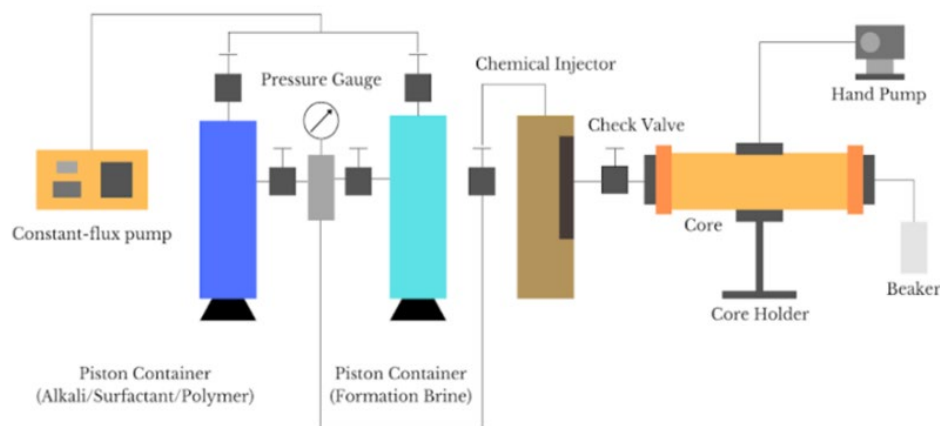 Pressure Gauge
Chemical Injector
Hand Pump
Check Valve
Constant-flux pump
Core
Core Holder
Beaker
Piston Container
(Alkali/Surfactant/Polymer)
Piston Container
(Formation Brine)